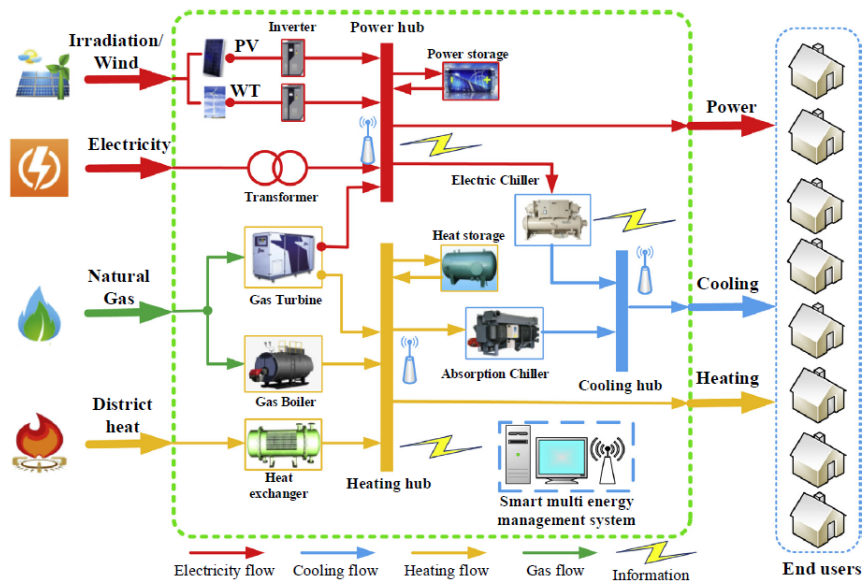 Irradiation/
Wind
PV
WT
Inverter
Power hub
Power storage
Power
Electricity
Transformer
Electric Chiller
Natural
Gas
Gas Turbine
Heat storage
Cooling
Gas Boiler
Absorption Chiller
Cooling hub
Heating
District
heat
Heat
exchanger
Heating hub
Smart multi energy
management system
End users
Electricity flow
Cooling flow
Heating flow
Gas flow
Information